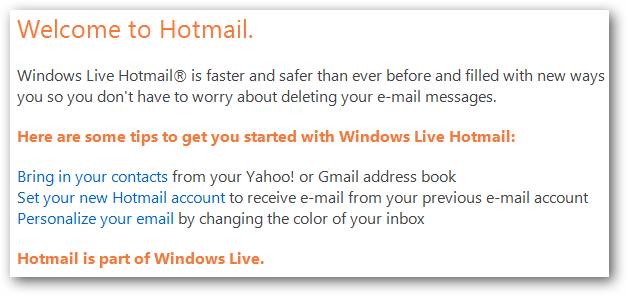 Welcome to Hotmail.
Windows Live Hotmail® is faster and safer than ever before and filled with new ways
you so you don't have to worry about deleting your e-mail messages.
Here are some tips to get you started with Windows Live Hotmail:
Bring in your contacts from your Yahoo! or Gmail address book
Set your new Hotmail account to receive e-mail from your previous e-mail account
Personalize your email by changing the color of your inbox
Hotmail is part of Windows Live.